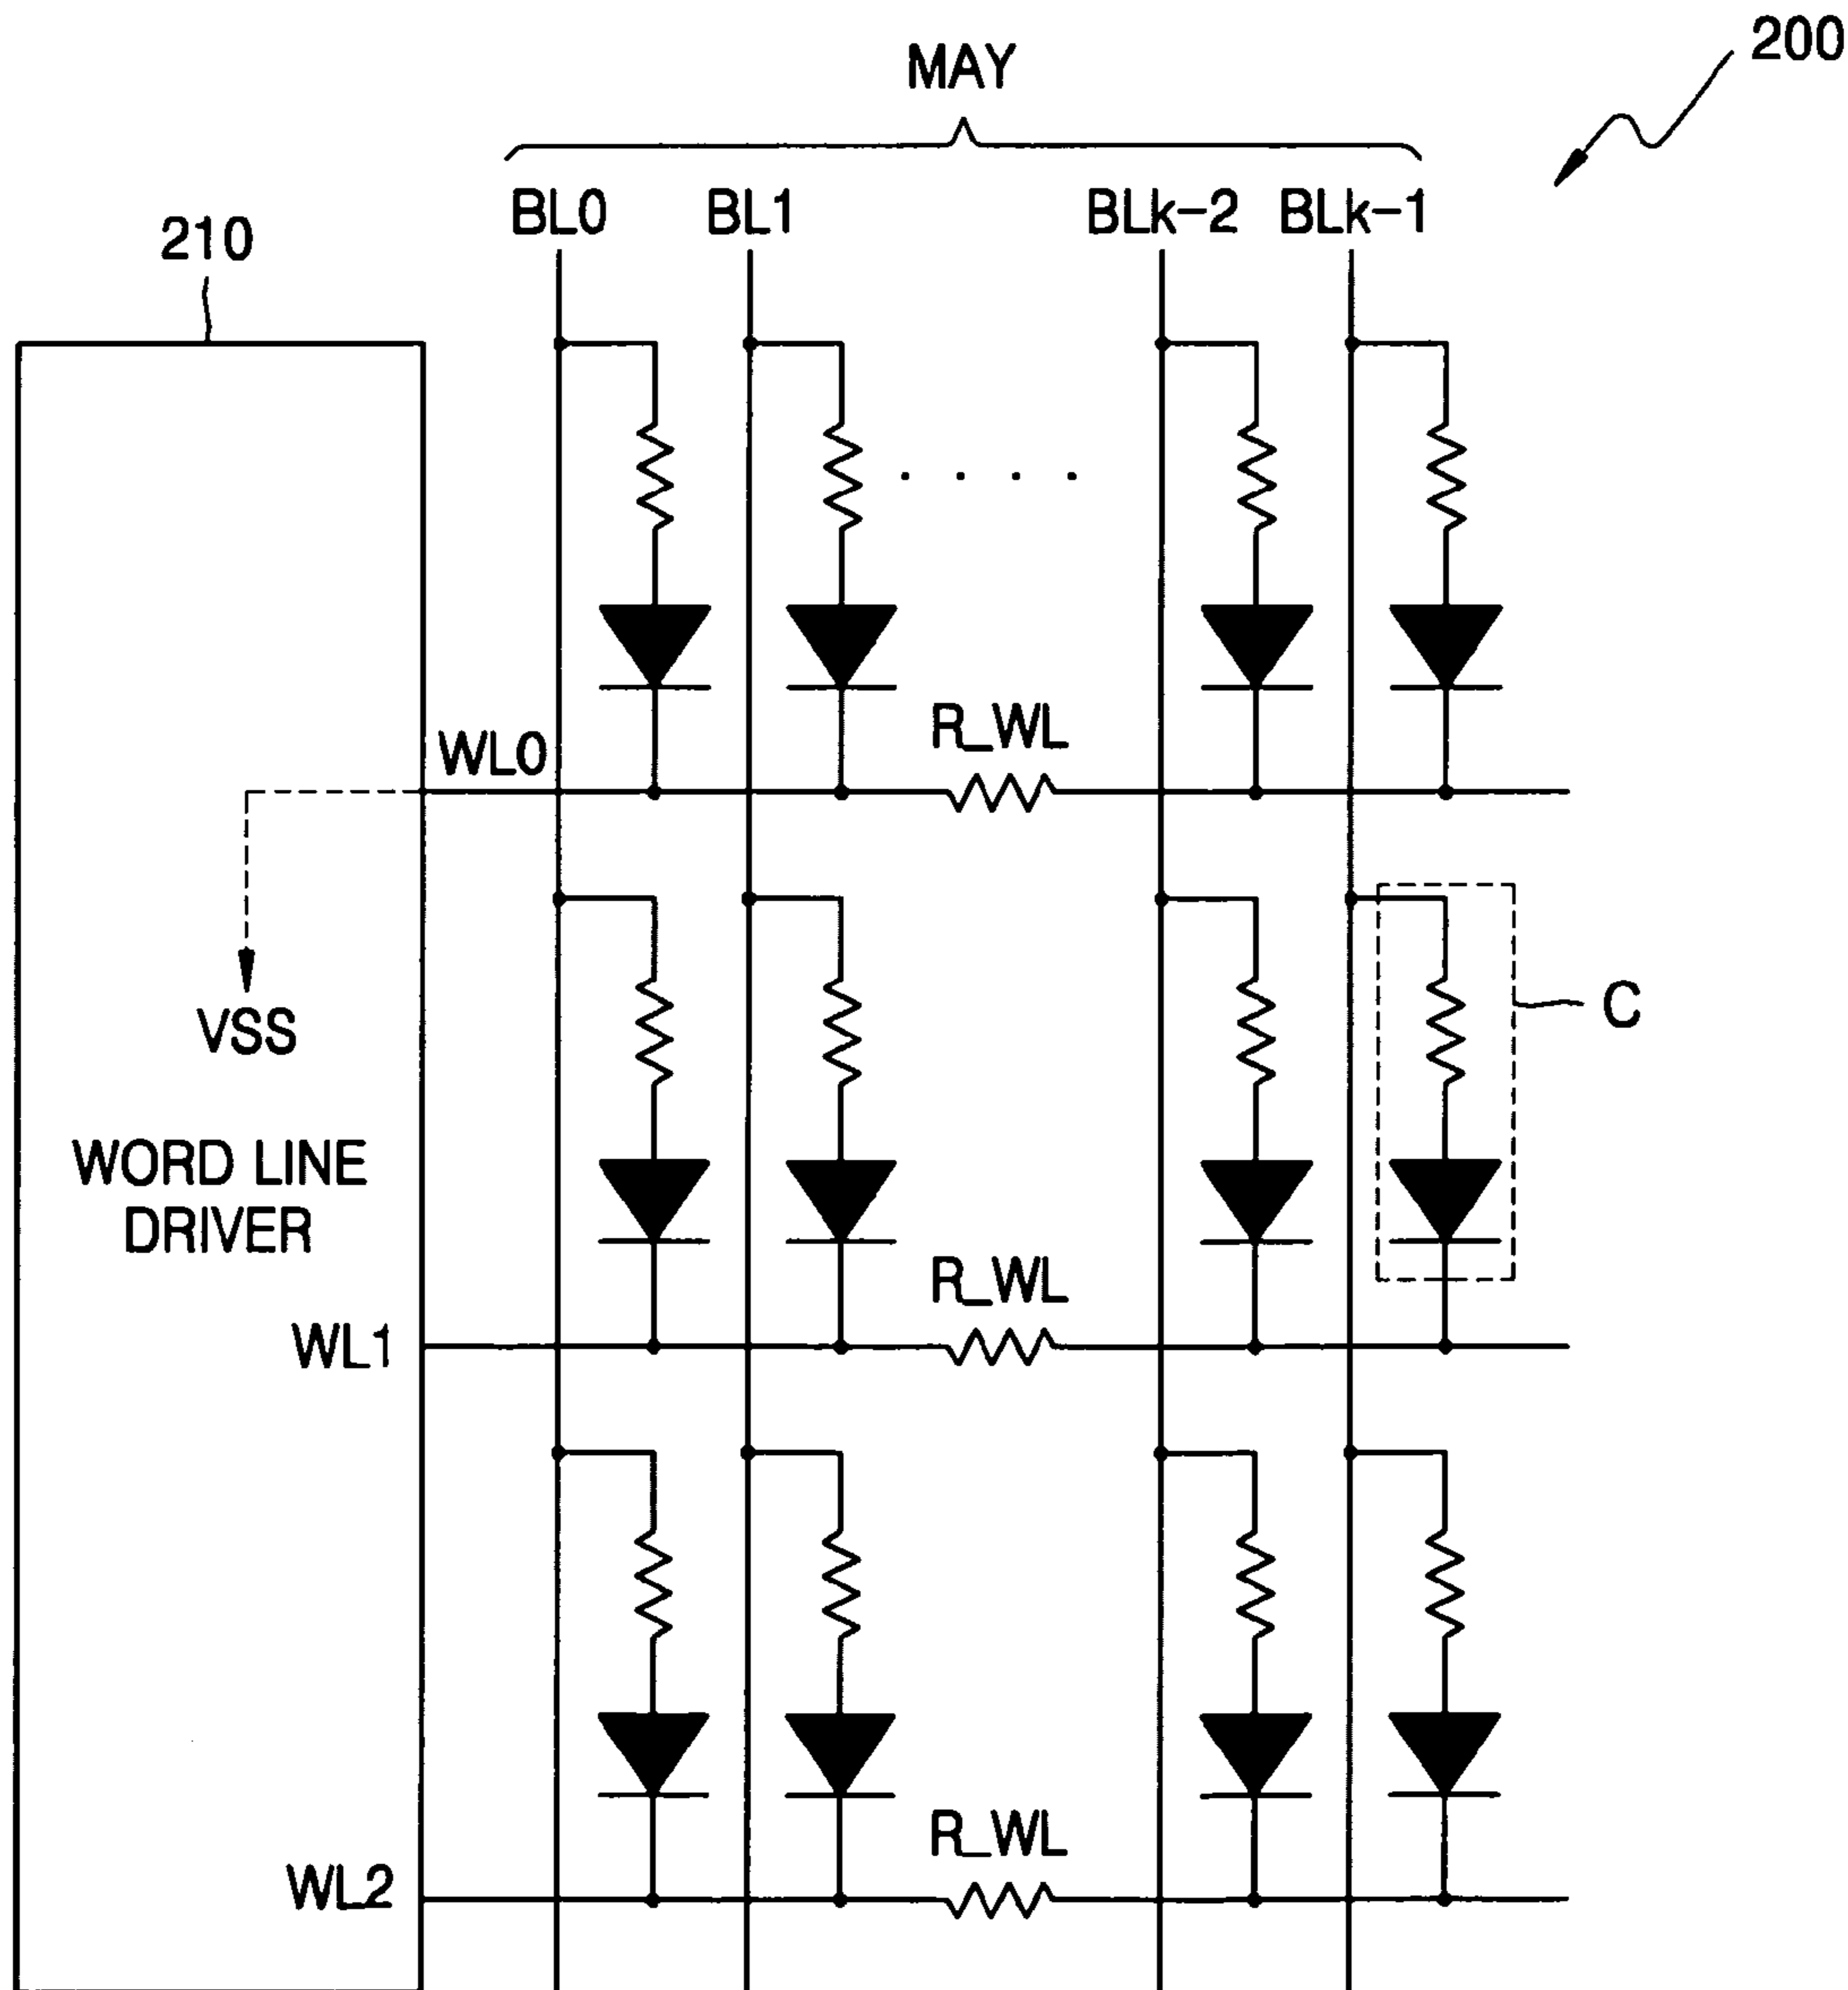 200
MAY
BL0 BL1 BLk-2 BLk-1
210
R_WL
WL0
C
VSS
WORD LINE
DRIVER
R_WL
WL1
R_WL
WL2